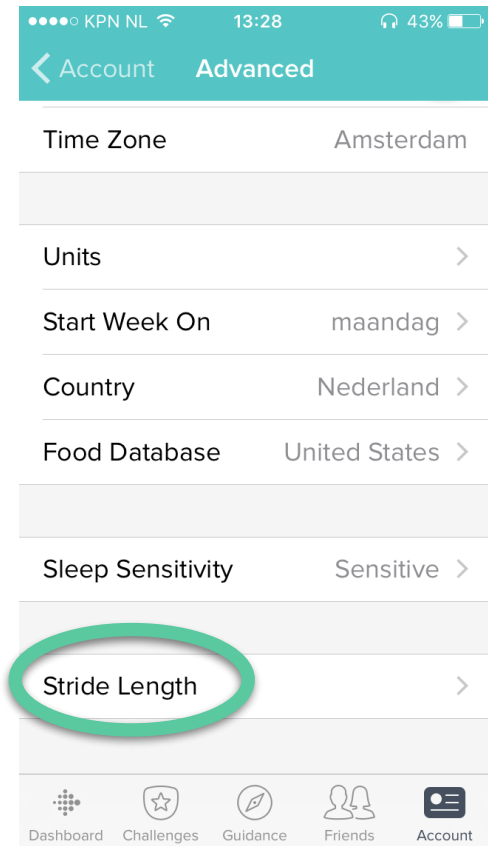 KPN NL 13:28 43%
Account Advanced
Time Zone Amsterdam
Units
Start Week On maandag
Country Nederland
Food Database United States
Sleep Sensitivity Sensitive
Stride Length
Dashboard Challenges Guidance Friends Account